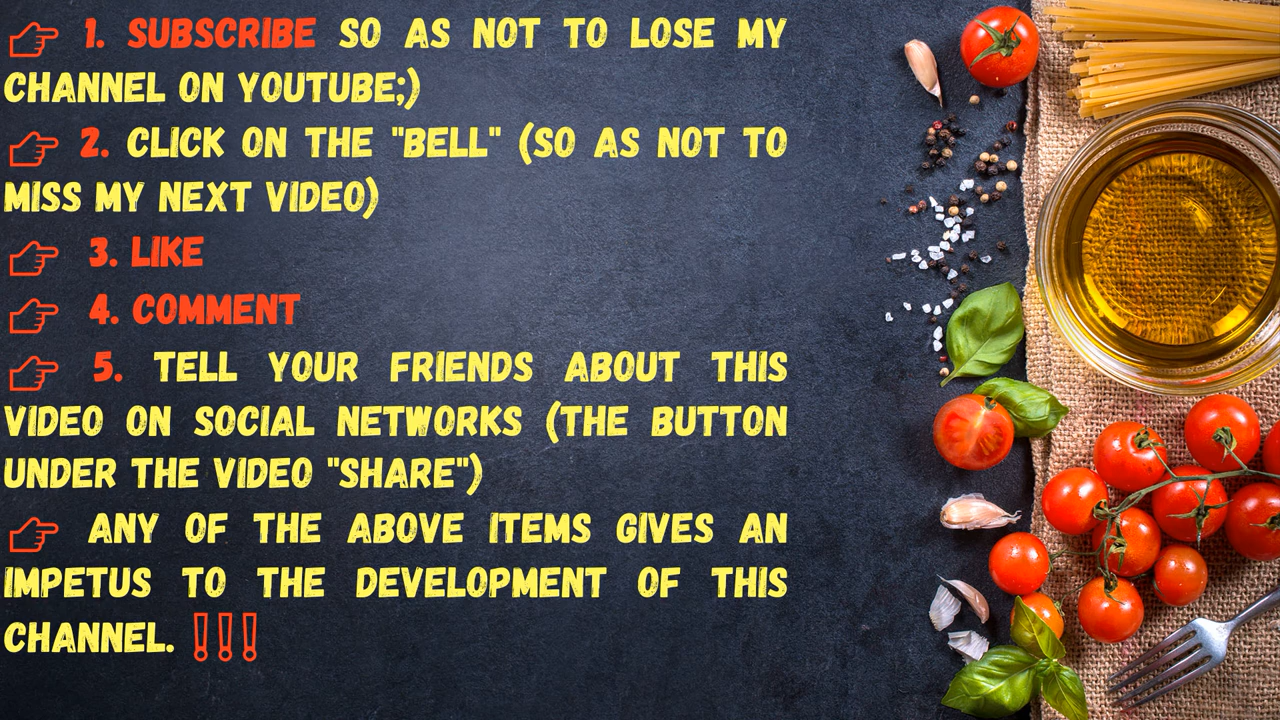 👉 1. SUBSCRIBE SO AS NOT TO LOSE MY
CHANNEL ON YOUTUBE;)
👉 2. CLICK ON THE "BELL" (SO AS NOT TO
MISS MY NEXT VIDEO)
👉 3. LIKE
👉 4. COMMENT
👉 5. TELL YOUR FRIENDS ABOUT THIS
VIDEO ON SOCIAL NETWORKS (THE BUTTON
UNDER THE VIDEO "SHARE")
👉 ANY OF THE ABOVE ITEMS GIVES AN
IMPETUS TO THE DEVELOPMENT OF THIS
CHANNEL. ❗❗❗